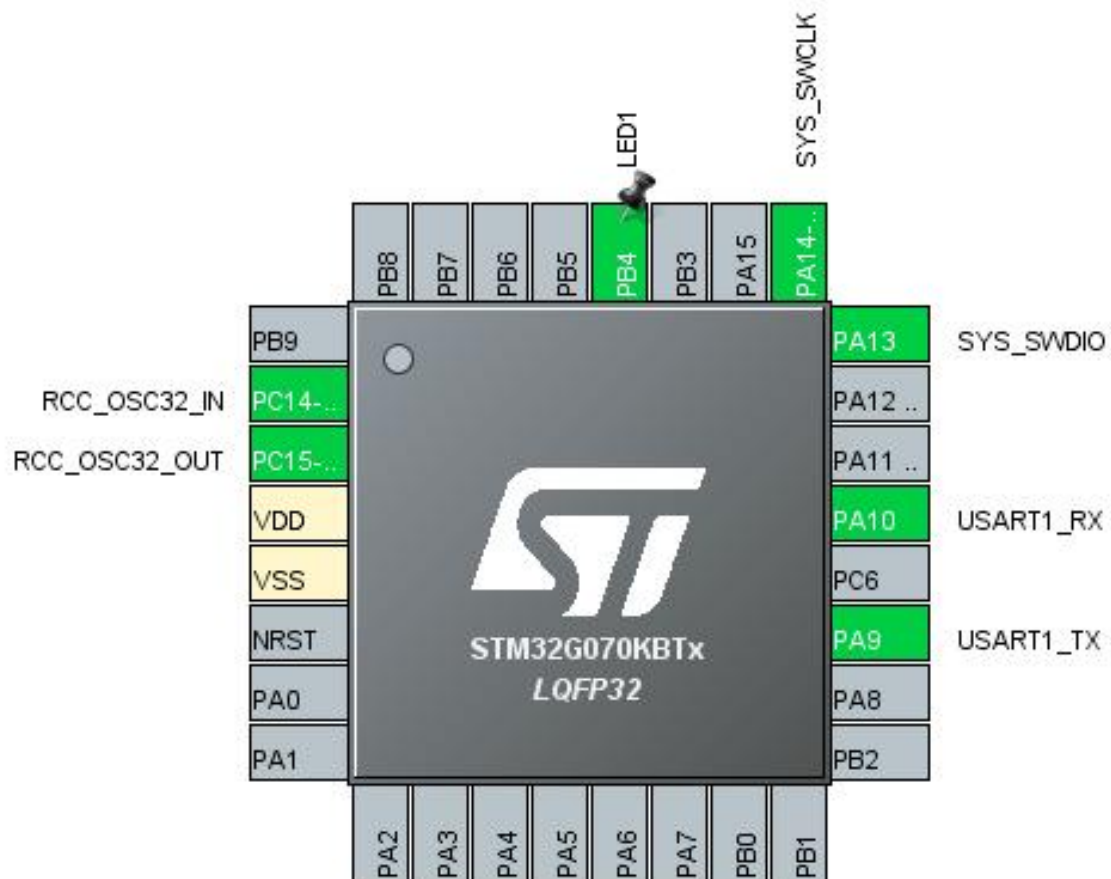 SYS_SWCLK
LED1
PB8
PB7
PB6
PB5
PB4
PB3
PA15
PA14-..
PB9
PA13
SYS_SWDIO
RCC_OSC32_IN
PC14-..
PA12 ..
RCC_OSC32_OUT
PC15-..
PA11 ..
VDD
PA10
USART1_RX
VSS
PC6
NRST
STM32G070KBTx
PA9
USART1_TX
LQFP32
PA0
PA8
PA1
PB2
PA2
PA3
PA4
PA5
PA6
PA7
PB0
PB1